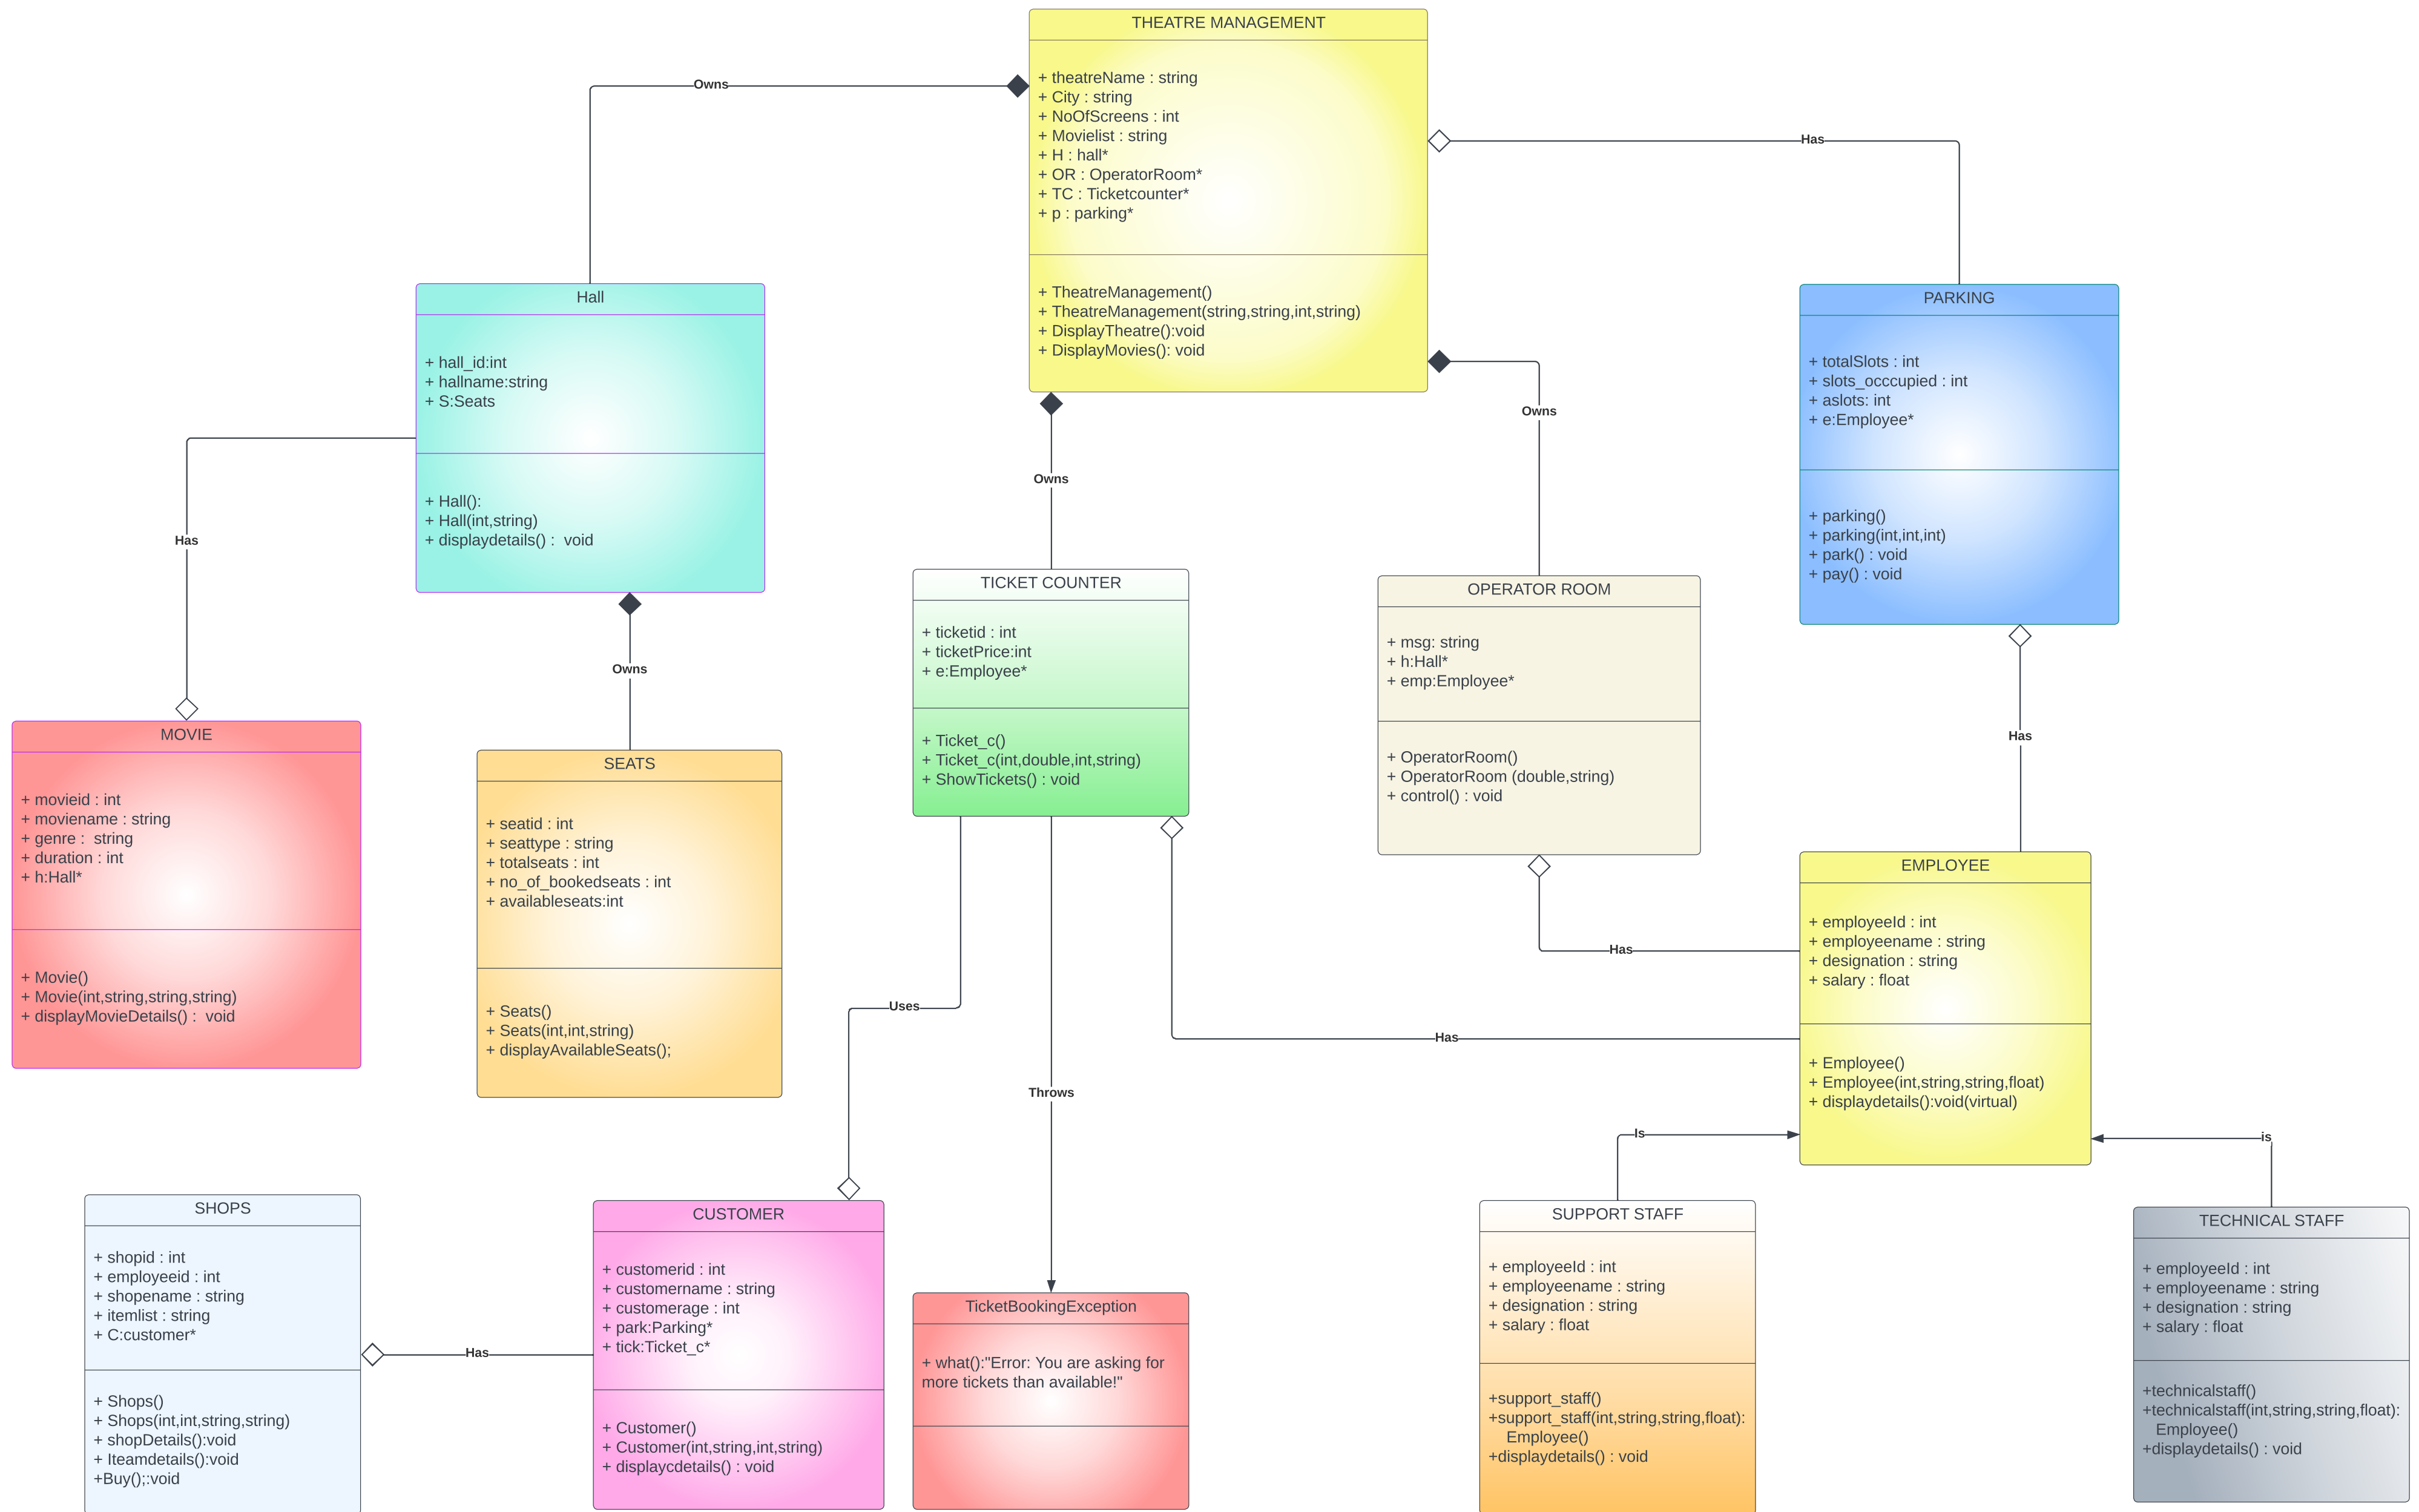 THEATRE MANAGEMENT
+ theatreName : string
+ City : string
+ NoOfScreens : int
+ Movielist : string
+ H : hall*
+ OR : OperatorRoom*
+ TC : Ticketcounter*
+ p : parking*
+ TheatreManagement()
+ TheatreManagement(string,string,int,string)
+ DisplayTheatre():void
+ DisplayMovies(): void
Owns
Has
Owns
Owns
Hall
+ hall_id:int
+ hallname:string
+ S:Seats
+ Hall():
+ Hall(int,string)
+ displaydetails() :  void
Has
Owns
PARKING
+ totalSlots : int
+ slots_occcupied : int
+ aslots: int
+ e:Employee*
+ parking()
+ parking(int,int,int)
+ park() : void
+ pay() : void
Has
TICKET COUNTER
+ ticketid : int
+ ticketPrice:int
+ e:Employee*
+ Ticket_c()
+ Ticket_c(int,double,int,string)
+ ShowTickets() : void
OPERATOR ROOM
+ msg: string
+ h:Hall*
+ emp:Employee*
+ OperatorRoom()
+ OperatorRoom (double,string)
+ control() : void
MOVIE
+ movieid : int
+ moviename : string
+ genre :  string
+ duration : int
+ h:Hall*
+ Movie()
+ Movie(int,string,string,string)
+ displayMovieDetails() :  void
SEATS
+ seatid : int
+ seattype : string
+ totalseats : int
+ no_of_bookedseats : int
+ availableseats:int
+ Seats()
+ Seats(int,int,string)
+ displayAvailableSeats();
Uses
Throws
Has
Has
EMPLOYEE
+ employeeId : int
+ employeename : string
+ designation : string
+ salary : float
+ Employee()
+ Employee(int,string,string,float)
+ displaydetails():void(virtual)
Is
is
SHOPS
+ shopid : int
+ employeeid : int
+ shopename : string
+ itemlist : string
+ C:customer*
+ Shops()
+ Shops(int,int,string,string)
+ shopDetails():void
+ Iteamdetails():void
+Buy();:void
Has
CUSTOMER
+ customerid : int
+ customername : string
+ customerage : int
+ park:Parking*
+ tick:Ticket_c*
+ Customer()
+ Customer(int,string,int,string)
+ displaycdetails() : void
TicketBookingException
+ what():"Error: You are asking for
more tickets than available!"
SUPPORT STAFF
+ employeeId : int
+ employeename : string
+ designation : string
+ salary : float
+support_staff()
+support_staff(int,string,string,float):
Employee()
+displaydetails() : void
TECHNICAL STAFF
+ employeeId : int
+ employeename : string
+ designation : string
+ salary : float
+technicalstaff()
+technicalstaff(int,string,string,float):
Employee()
+displaydetails() : void